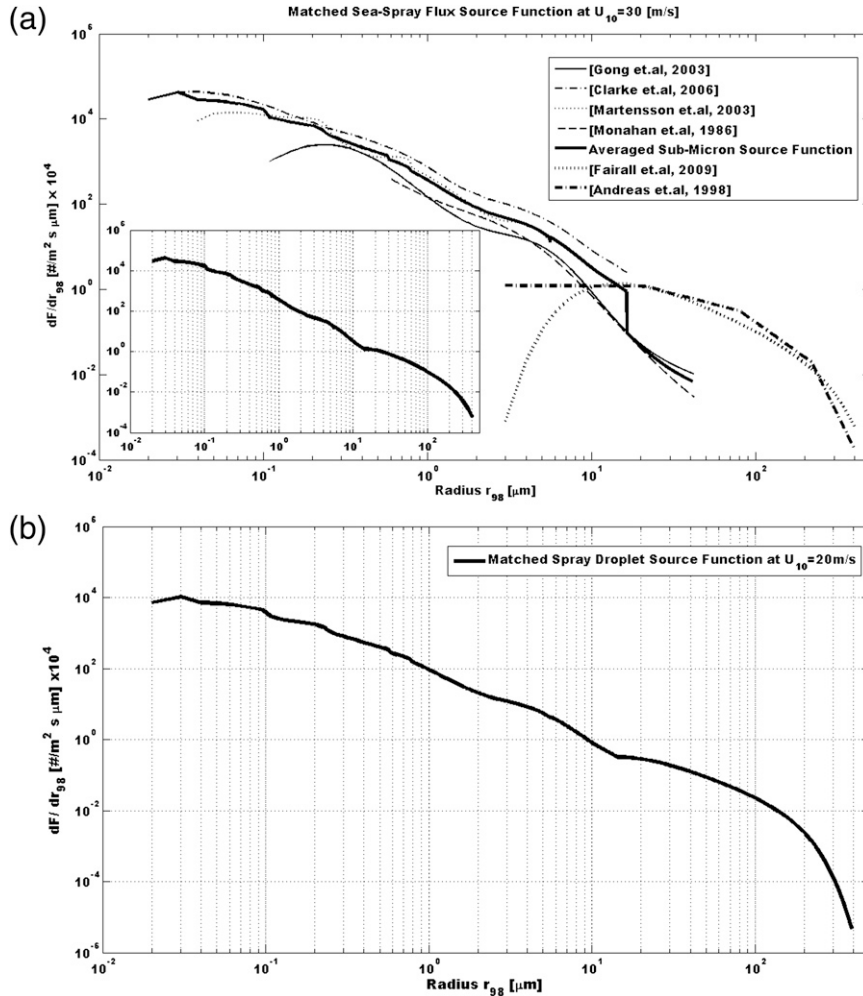 (a)
Matched Sea-Spray Flux Source Function at U10=30 [m/s]
10^6
10^4
10^2
10^0
10^-2
10^-4
dF/dr98 [#/m^2 s μm] × 10^4
[Gong et.al, 2003]
[Clarke et.al, 2006]
[Martensson et.al, 2003]
[Monahan et.al, 1986]
Averaged Sub-Micron Source Function
[Fairall et.al, 2009]
[Andreas et.al, 1998]
10^6
10^4
10^2
10^0
10^-2
10^-4
10^-2 10^-1 10^0 10^1 10^2
10^-2 10^-1 10^0 10^1 10^2
Radius r98 [μm]
(b)
10^6
10^4
10^2
10^0
10^-2
10^-4
10^-6
dF/ dr98 [#/m^2 s μm] x10^4
Matched Spray Droplet Source Function at U10=20m/s
10^-2 10^-1 10^0 10^1 10^2
Radius r98 [μm]